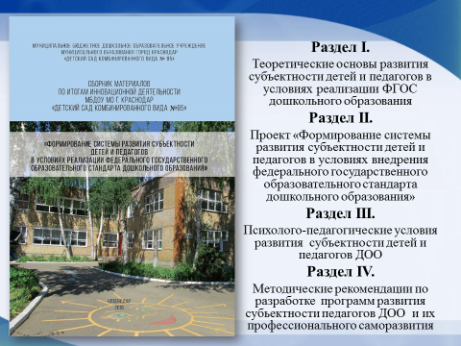 МУНИЦИПАЛЬНОЕ БЮДЖЕТНОЕ ДОШКОЛЬНОЕ ОБРАЗОВАТЕЛЬНОЕ УЧРЕЖДЕНИЕ
МУНИЦИПАЛЬНОГО ОБРАЗОВАНИЯ ГОРОД КРАСНОДАР
«ДЕТСКИЙ САД КОМБИНИРОВАННОГО ВИДА № 85»
СБОРНИК МАТЕРИАЛОВ
ПО ИТОГАМ ИННОВАЦИОННОЙ ДЕЯТЕЛЬНОСТИ
МБДОУ МО Г. КРАСНОДАР
«ДЕТСКИЙ САД КОМБИНИРОВАННОГО ВИДА №85»
«ФОРМИРОВАНИЕ СИСТЕМЫ РАЗВИТИЯ СУБЪЕКТНОСТИ
ДЕТЕЙ И ПЕДАГОГОВ
В УСЛОВИЯХ РЕАЛИЗАЦИИ ФЕДЕРАЛЬНОГО ГОСУДАРСТВЕННОГО
ОБРАЗОВАТЕЛЬНОГО СТАНДАРТА ДОШКОЛЬНОГО ОБРАЗОВАНИЯ»
Раздел I.
Теоретические основы развития
субъектности детей и педагогов в
условиях реализации ФГОС
дошкольного образования
Раздел II.
Проект «Формирование системы
развития субъектности детей и
педагогов в условиях внедрения
федерального государственного
образовательного стандарта
дошкольного образования»
Раздел III.
Психолого-педагогические условия
развития субъектности детей и
педагогов ДОО
Раздел IV.
Методические рекомендации по
разработке программ развития
субъектности педагогов ДОО и их
профессионального саморазвития